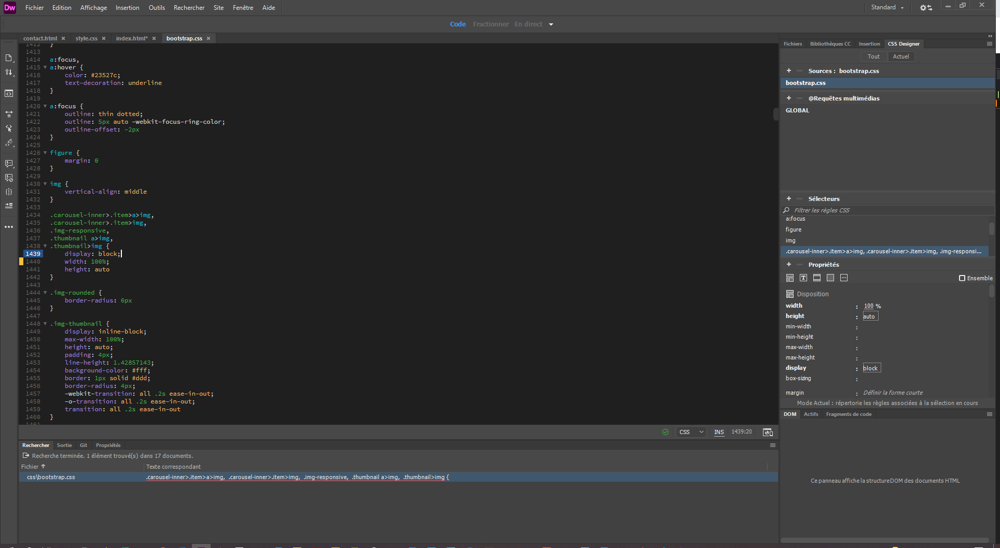 Dw Fichier Edition Affichage Insertion Outils Rechercher Site Fenêtre Aide Standard
Code Fractionner En direct
contact.html style.css index.html* bootstrap.css
1412 }
1413
1414 a:focus,
1415 a:hover {
1416 color: #23527c;
1417 text-decoration: underline
1418 }
1419
1420 a:focus {
1421 outline: thin dotted;
1422 outline: 5px auto -webkit-focus-ring-color;
1423 outline-offset: -2px
1424 }
1425
1426 figure {
1427 margin: 0
1428 }
1429
1430 img {
1431 vertical-align: middle
1432 }
1433
1434 .carousel-inner>.item>a>img,
1435 .carousel-inner>.item>img,
1436 .img-responsive,
1437 .thumbnail a>img,
1438 .thumbnail>img {
1439 display: block;
1440 width: 100%;
1441 height: auto
1442 }
1443
1444 .img-rounded {
1445 border-radius: 6px
1446 }
1447
1448 .img-thumbnail {
1449 display: inline-block;
1450 max-width: 100%;
1451 height: auto;
1452 padding: 4px;
1453 line-height: 1.42857143;
1454 background-color: #fff;
1455 border: 1px solid #ddd;
1456 border-radius: 4px;
1457 -webkit-transition: all .2s ease-in-out;
1458 -o-transition: all .2s ease-in-out;
1459 transition: all .2s ease-in-out
1460 }
1461
CSS INS 1439:20
Rechercher Sortie Git Propriétés
Recherche terminée. 1 élément trouvé(s) dans 17 documents.
Fichier Texte correspondant
css\bootstrap.css .carousel-inner>.item>a>img, .carousel-inner>.item>img, .img-responsive, .thumbnail a>img, .thumbnail>img {
Fichiers Bibliothèques CC Insertion CSS Designer
Tout Actuel
+ Sources : bootstrap.css
bootstrap.css
+ @Requêtes multimédias
GLOBAL
+ Sélecteurs
Filtrer les règles CSS
a:focus
figure
img
.carousel-inner>.item>a>img, .carousel-inner>.item>img, .img-responsi...
+ Propriétés
Ensemble
Disposition
width : 100 %
height : auto
min-width :
min-height :
max-width :
max-height :
display : block
box-sizing :
margin : Définir la forme courte
Mode Actuel : répertorie les règles associées à la sélection en cours
DOM Actifs Fragments de code
Ce panneau affiche la structure DOM des documents HTML